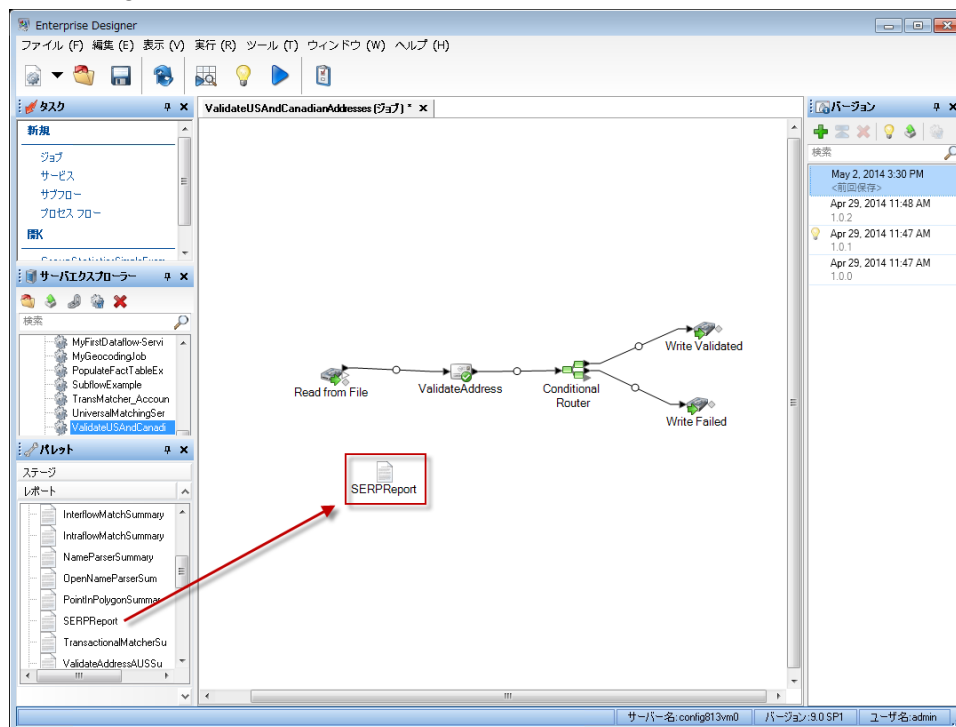 Enterprise Designer
ファイル (F) 編集 (E) 表示 (V) 実行 (R) ツール (T) ウィンドウ (W) ヘルプ (H)
タスク
新規
ジョブ
サービス
サブフロー
プロセス フロー
開く
サーバエクスプローラー
検索
MyFirstDataflow-Servi
MyGeocodingJob
PopulateFactTableEx
SubflowExample
TransMatcher_Accoun
UniversalMatchingSer
ValidateUSAndCanadi
パレット
ステージ
レポート
InterflowMatchSummary
IntraflowMatchSummary
NameParserSummary
OpenNameParserSum
PointInPolygonSummar
SERPReport
TransactionalMatcherSu
ValidateAddressAUSSu
ValidateUSAndCanadianAddresses (ジョブ) *
Read from File
ValidateAddress
Conditional
Router
Write Validated
Write Failed
SERPReport
バージョン
検索
May 2, 2014 3:30 PM
<前回保存>
Apr 29, 2014 11:48 AM
1.0.2
Apr 29, 2014 11:47 AM
1.0.1
Apr 29, 2014 11:47 AM
1.0.0
サーバー名:config813vm0
バージョン:9.0 SP1
ユーザ名:admin